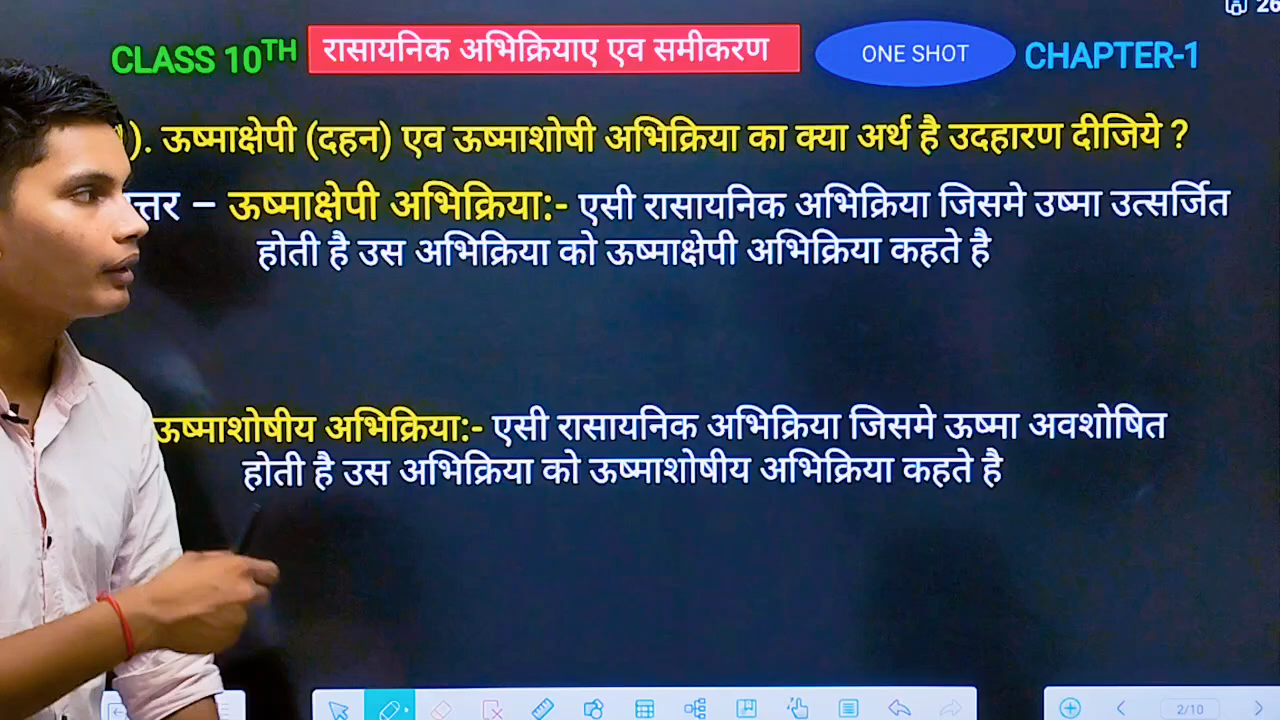 26
CLASS 10TH रासायनिक अभिक्रियाए एव समीकरण ONE SHOT CHAPTER-1
1). ऊष्माक्षेपी (दहन) एव ऊष्माशोषी अभिक्रिया का क्या अर्थ है उदहारण दीजिये ?
त्तर – ऊष्माक्षेपी अभिक्रिया:- एसी रासायनिक अभिक्रिया जिसमे उष्मा उत्सर्जित
होती है उस अभिक्रिया को ऊष्माक्षेपी अभिक्रिया कहते है
ऊष्माशोषीय अभिक्रिया:- एसी रासायनिक अभिक्रिया जिसमे ऊष्मा अवशोषित
होती है उस अभिक्रिया को ऊष्माशोषीय अभिक्रिया कहते है
2/10